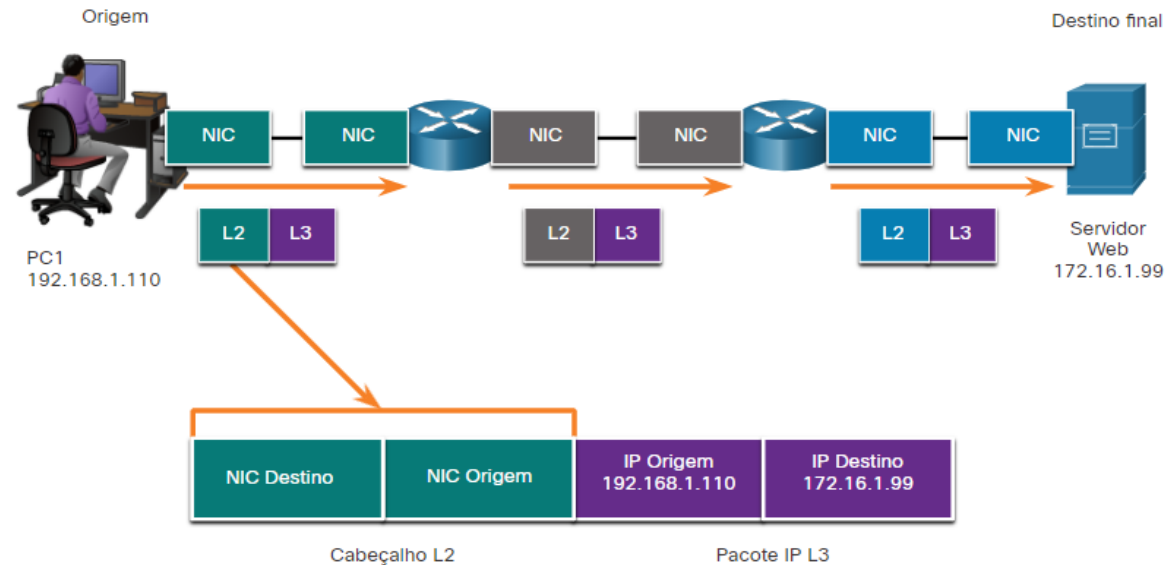 Origem
Destino final
NIC
NIC
NIC
NIC
NIC
NIC
L2
L3
L2
L3
L2
L3
PC1
192.168.1.110
Servidor
Web
172.16.1.99
NIC Destino
NIC Origem
IP Origem
192.168.1.110
IP Destino
172.16.1.99
Cabeçalho L2
Pacote IP L3